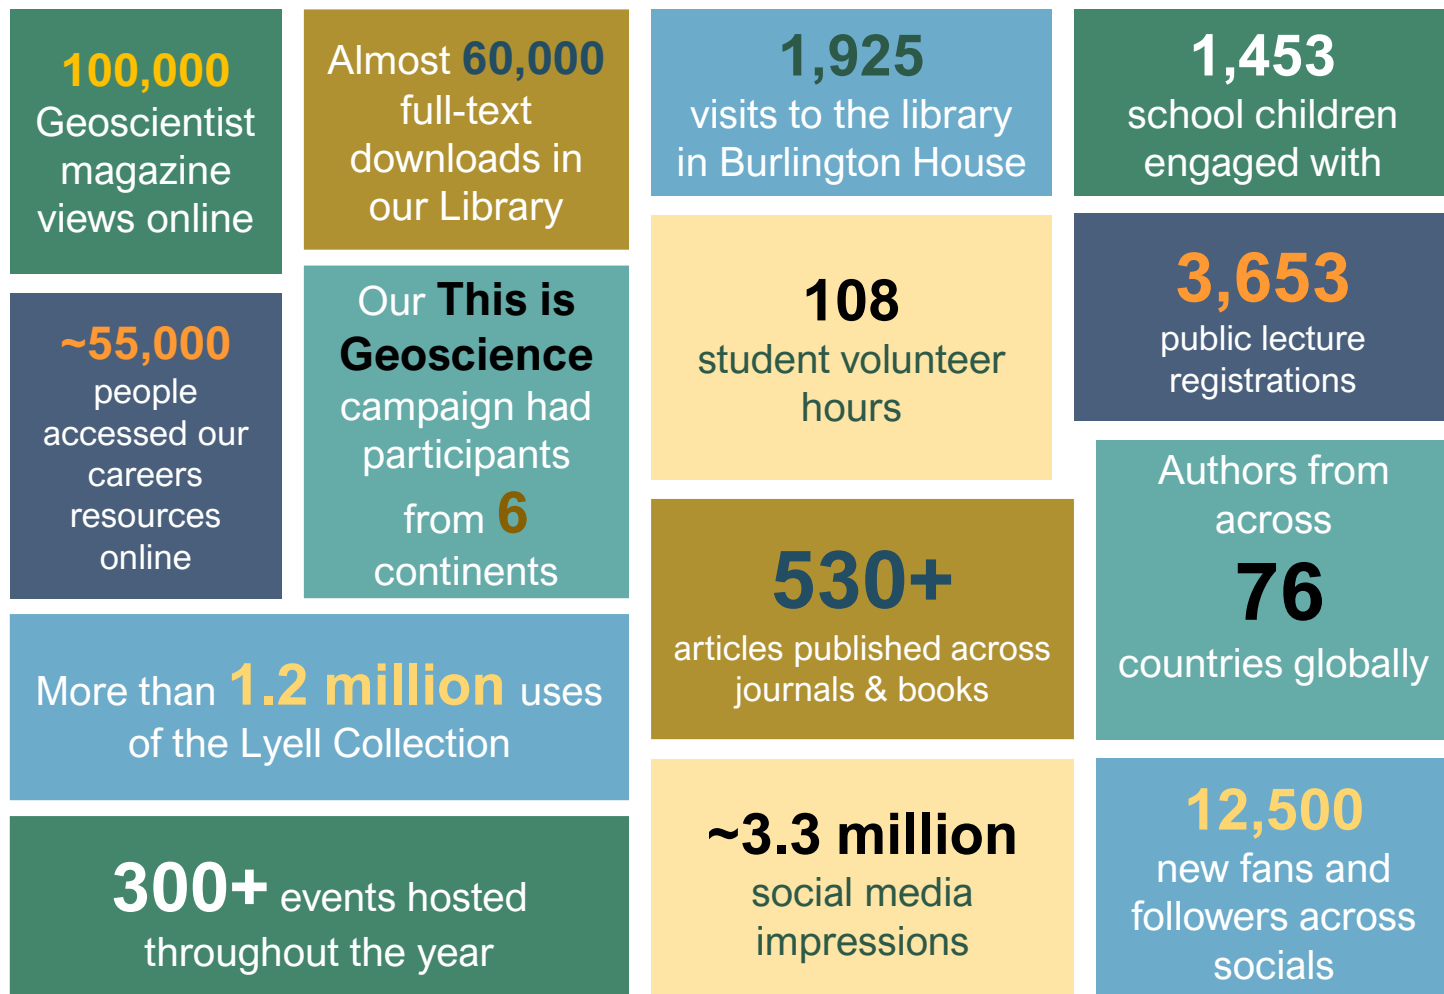 100,000
Geoscientist
magazine
views online
Almost 60,000
full-text
downloads in
our Library
1,925
visits to the library
in Burlington House
1,453
school children
engaged with
~55,000
people
accessed our
careers
resources
online
Our This is
Geoscience
campaign had
participants
from 6
continents
108
student volunteer
hours
3,653
public lecture
registrations
530+
articles published across
journals & books
Authors from
across
76
countries globally
More than 1.2 million uses
of the Lyell Collection
300+ events hosted
throughout the year
~3.3 million
social media
impressions
12,500
new fans and
followers across
socials